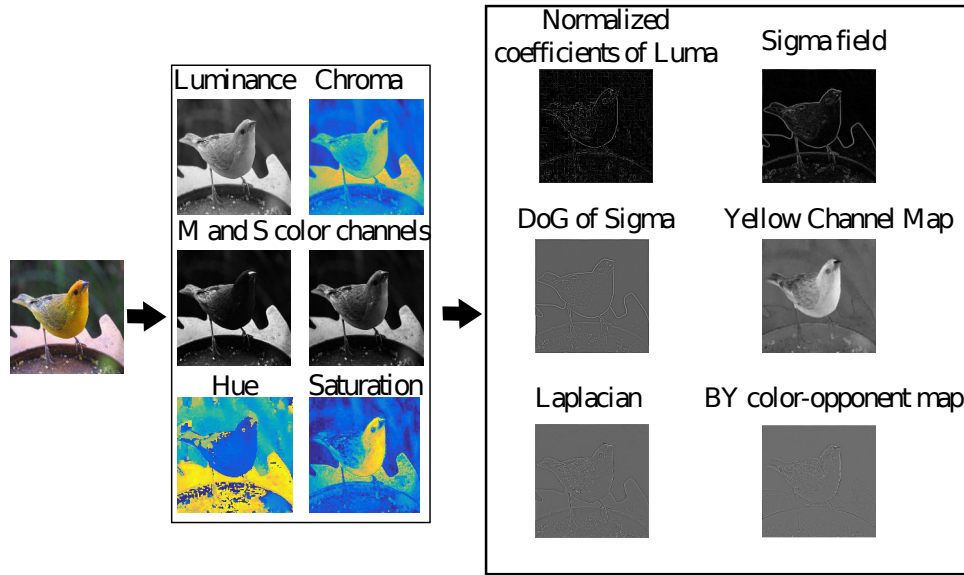 Luminance
Chroma
M and S color channels
Hue
Saturation
Normalized
coefficients of Luma
Sigma field
DoG of Sigma
Yellow Channel Map
Laplacian
BY color-opponent map